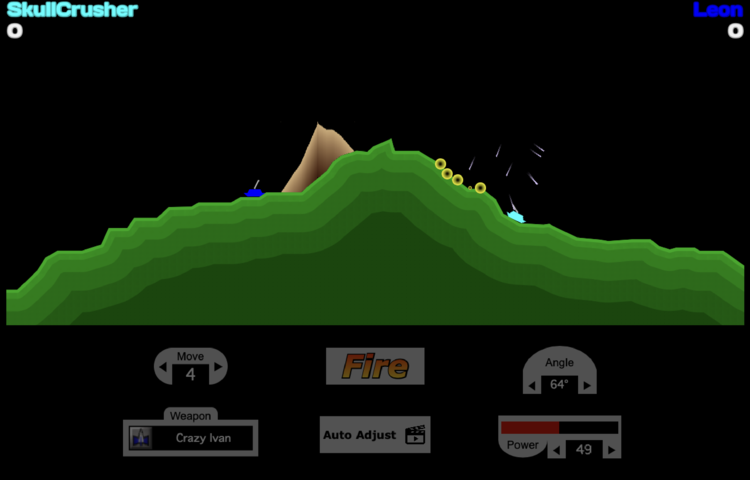 SkullCrusher
Leon
0
0
Move
4
Fire
Angle
64°
Weapon
Crazy Ivan
Auto Adjust
Power
49